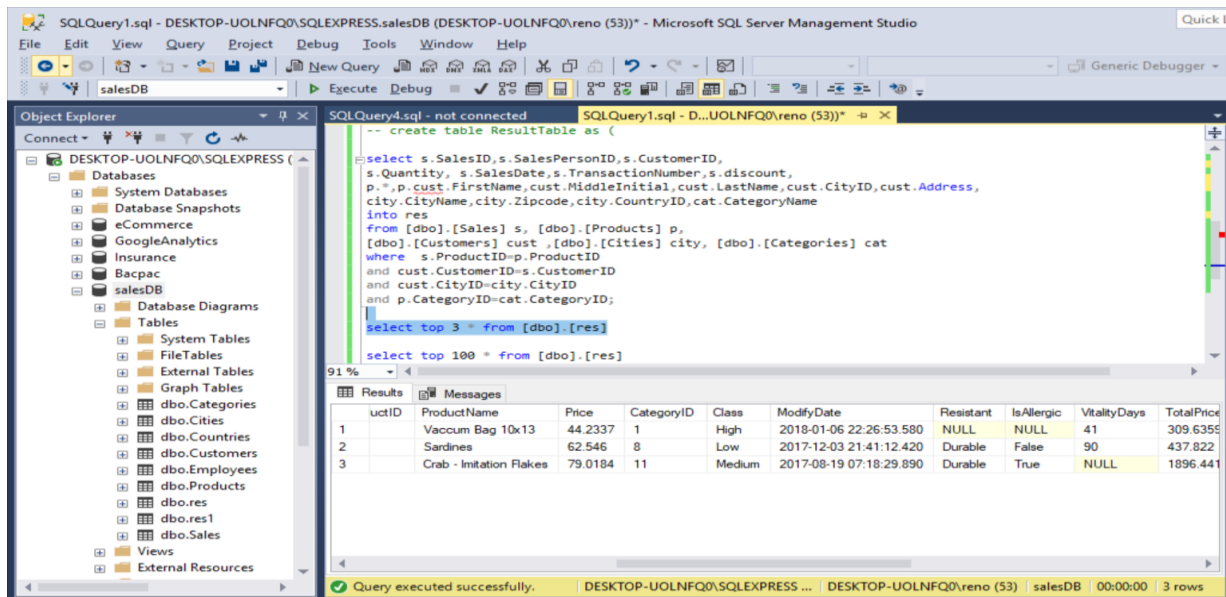 SQLQuery1.sql - DESKTOP-UOLNFQ0\SQLEXPRESS.salesDB (DESKTOP-UOLNFQ0\reno (53))* - Microsoft SQL Server Management Studio
Quick L
File Edit View Query Project Debug Tools Window Help
New Query MDX DMX XMLA DAX Generic Debugger
salesDB Execute Debug
Object Explorer
Connect
DESKTOP-UOLNFQ0\SQLEXPRESS (
Databases
System Databases
Database Snapshots
eCommerce
GoogleAnalytics
Insurance
Bacpac
salesDB
Database Diagrams
Tables
System Tables
FileTables
External Tables
Graph Tables
dbo.Categories
dbo.Cities
dbo.Countries
dbo.Customers
dbo.Employees
dbo.Products
dbo.res
dbo.res1
dbo.Sales
Views
External Resources
SQLQuery4.sql - not connected SQLQuery1.sql - D...UOLNFQ0\reno (53))*
-- create table ResultTable as (
select s.SalesID,s.SalesPersonID,s.CustomerID,
s.Quantity, s.SalesDate,s.TransactionNumber,s.discount,
p.*,p.cust.FirstName,cust.MiddleInitial,cust.LastName,cust.CityID,cust.Address,
city.CityName,city.Zipcode,city.CountryID,cat.CategoryName
into res
from [dbo].[Sales] s, [dbo].[Products] p,
[dbo].[Customers] cust ,[dbo].[Cities] city, [dbo].[Categories] cat
where s.ProductID=p.ProductID
and cust.CustomerID=s.CustomerID
and cust.CityID=city.CityID
and p.CategoryID=cat.CategoryID;
select top 3 * from [dbo].[res]
select top 100 * from [dbo].[res]
91 %
Results Messages
uctID ProductName Price CategoryID Class ModifyDate Resistant IsAllergic VitalityDays TotalPrice
1 Vaccum Bag 10x13 44.2337 1 High 2018-01-06 22:26:53.580 NULL NULL 41 309.6359
2 Sardines 62.546 8 Low 2017-12-03 21:41:12.420 Durable False 90 437.822
3 Crab - Imitation Flakes 79.0184 11 Medium 2017-08-19 07:18:29.890 Durable True NULL 1896.441
Query executed successfully. DESKTOP-UOLNFQ0\SQLEXPRESS ... DESKTOP-UOLNFQ0\reno (53) salesDB 00:00:00 3 rows